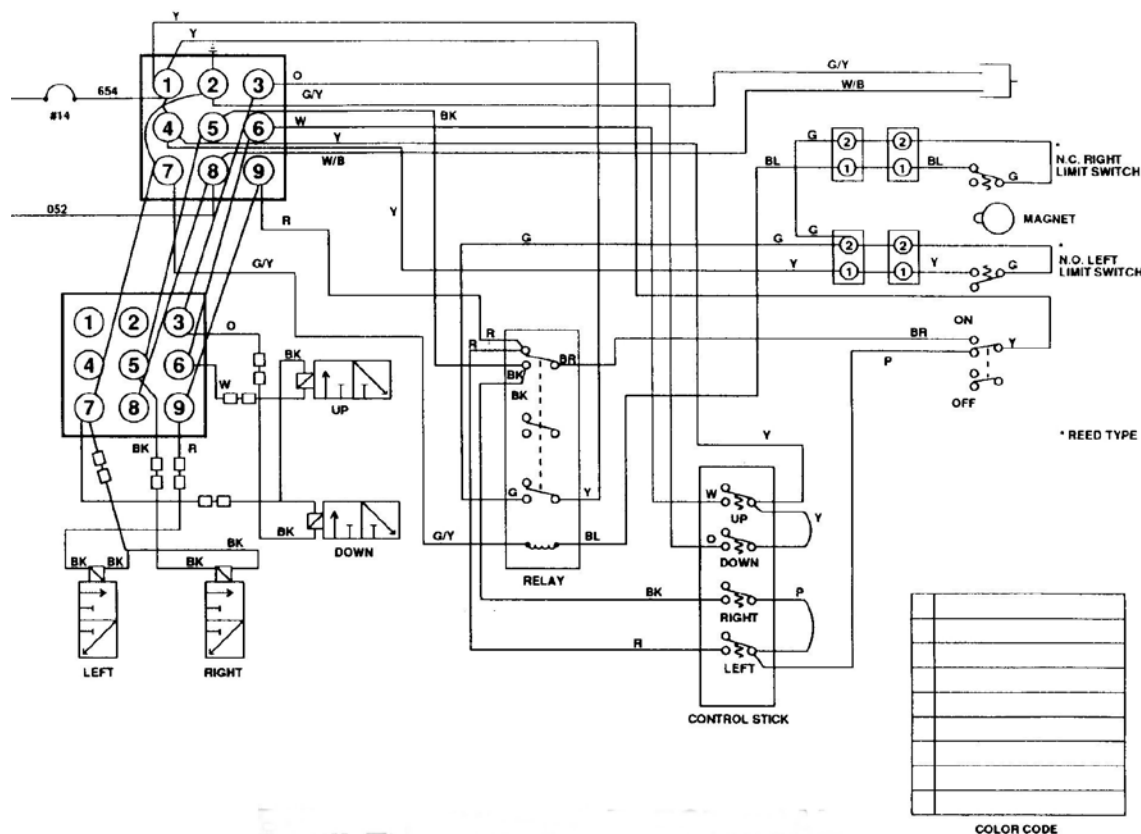 Y
Y
654
#14
1 2 3
O
G/Y
G/Y
W/B
4 5 6
W
BK
Y
W/B
7 8 9
052
R
Y
G/Y
BL
G
2
2
1
1
BL
G
*
N.C. RIGHT
LIMIT SWITCH
MAGNET
G
G
G
2
2
Y
1
1
Y
G
*
N.O. LEFT
LIMIT SWITCH
1 2 3
O
4 5 6
W
BK
UP
7 8 9
BK
R
BK
DOWN
BK
BK
BK
BK
BK
LEFT
RIGHT
R
R
BR
BK
BK
G
Y
G/Y
BL
RELAY
BR
ON
P
Y
OFF
* REED TYPE
Y
W
UP
Y
O
DOWN
BK
P
RIGHT
R
LEFT
CONTROL STICK
COLOR CODE